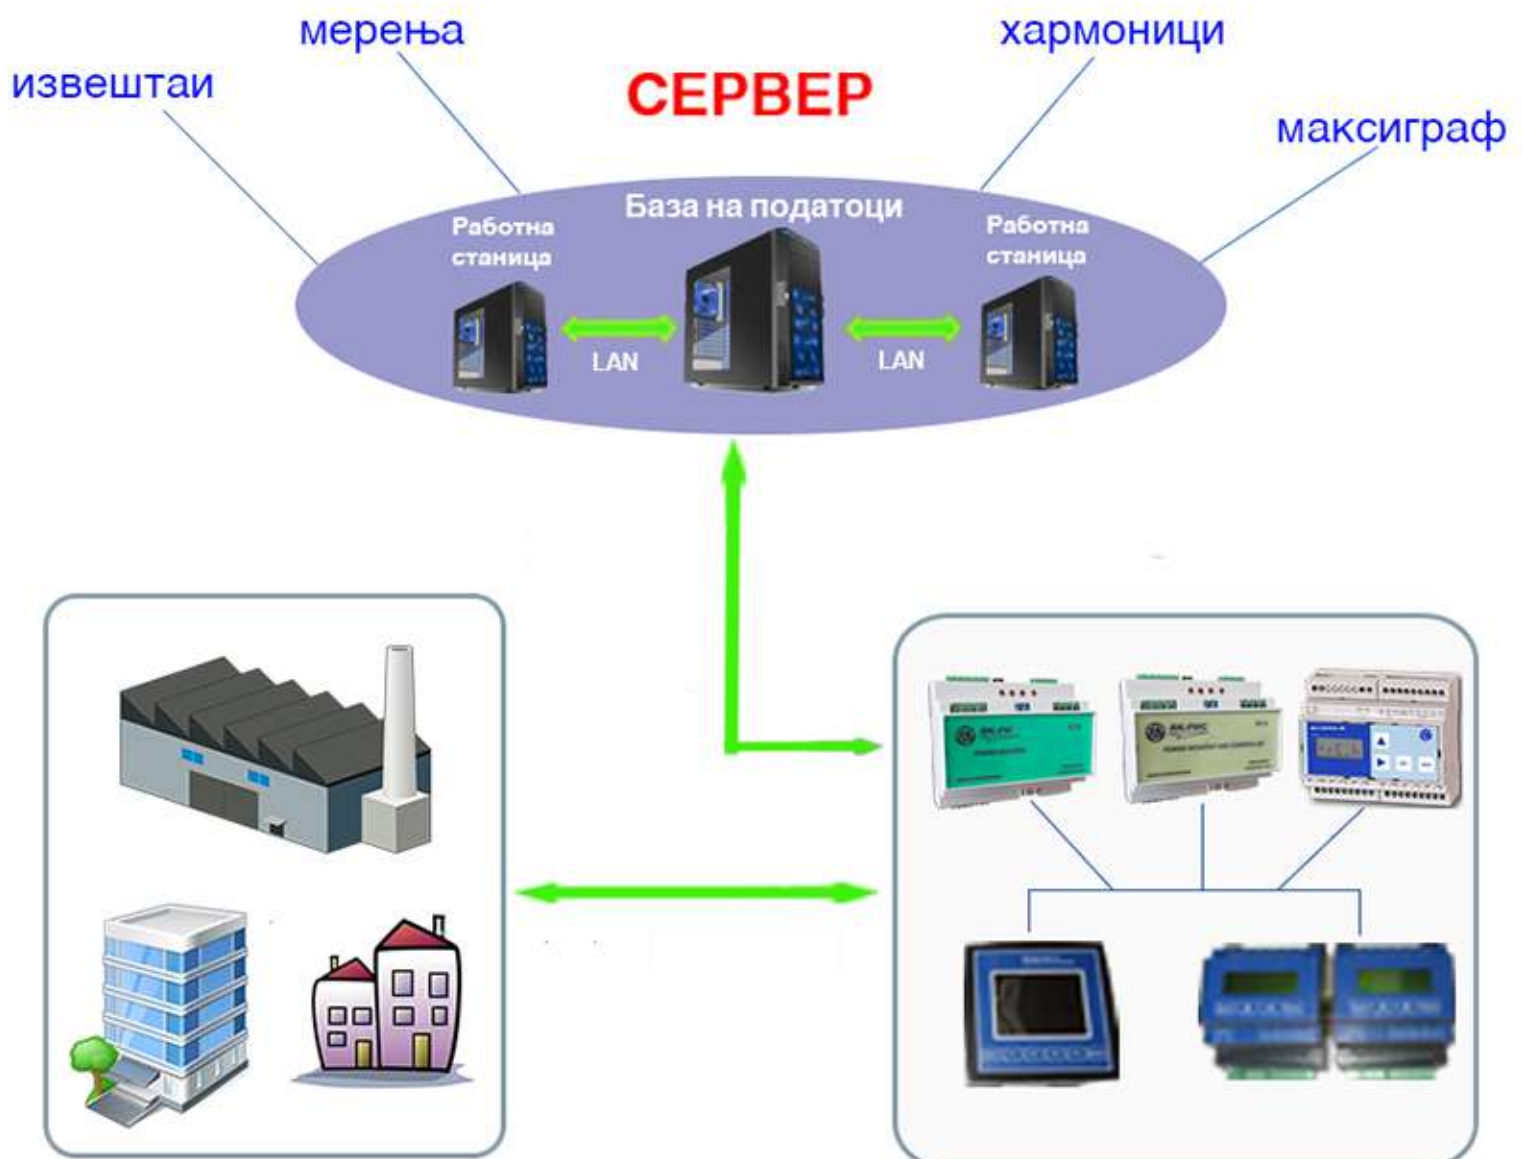 мерења
хармоници
извештаи
СЕРВЕР
максиграф
База на податоци
Работна
станица
Работна
станица
LAN
LAN